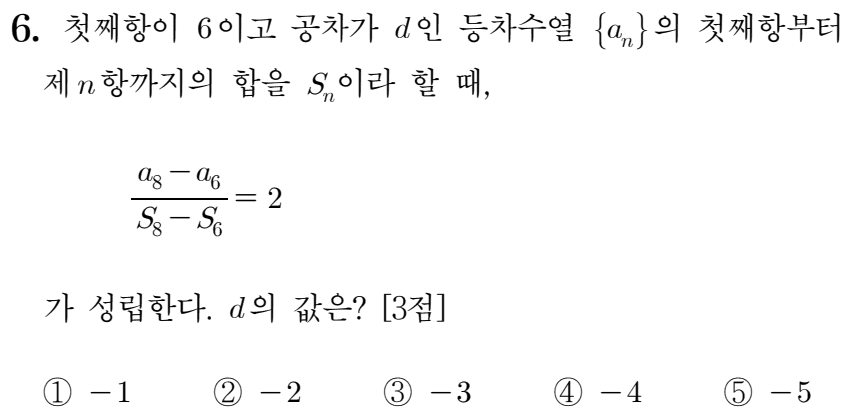 6. 첫째항이 6이고 공차가 d인 등차수열 {aₙ}의 첫째항부터
제n항까지의 합을 Sₙ이라 할 때,
(a₈ − a₆)/(S₈ − S₆) = 2
가 성립한다. d의 값은? [3점]
① −1 ② −2 ③ −3 ④ −4 ⑤ −5